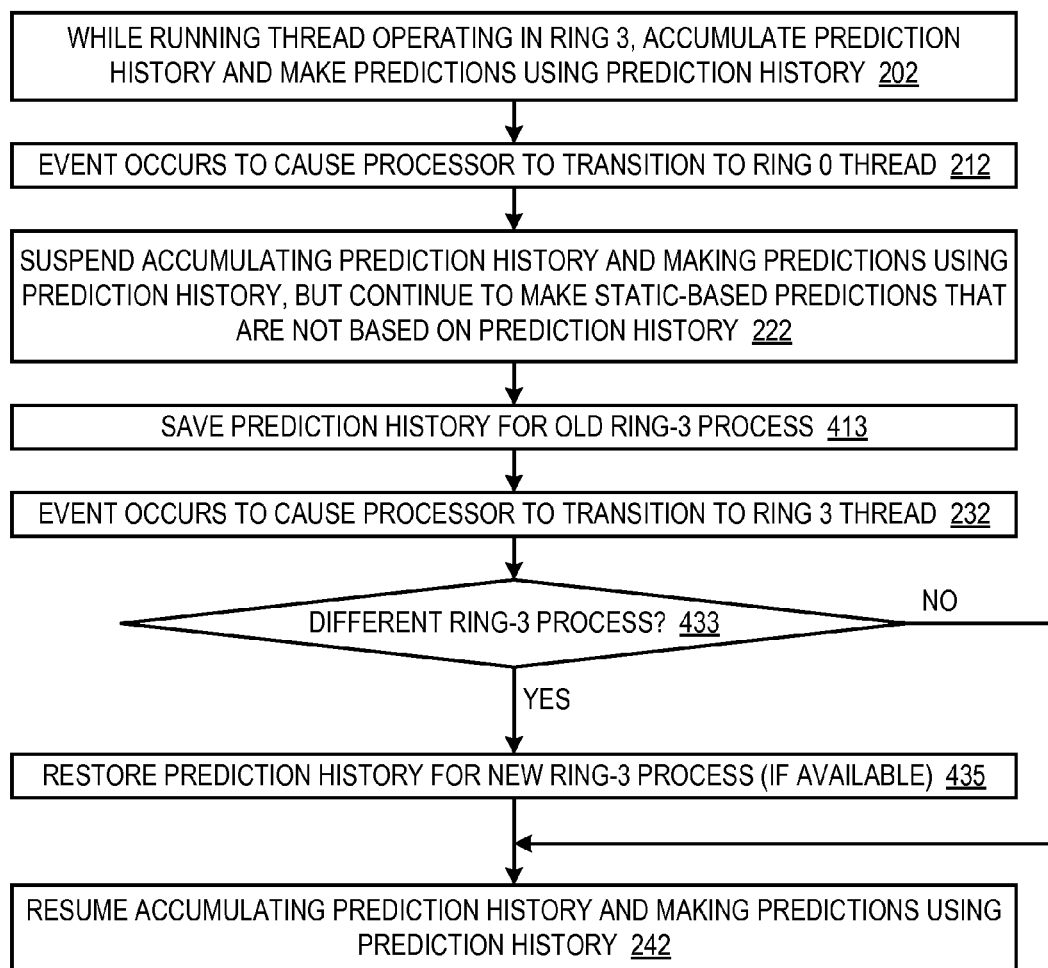 WHILE RUNNING THREAD OPERATING IN RING 3, ACCUMULATE PREDICTION
HISTORY AND MAKE PREDICTIONS USING PREDICTION HISTORY 202
EVENT OCCURS TO CAUSE PROCESSOR TO TRANSITION TO RING 0 THREAD 212
SUSPEND ACCUMULATING PREDICTION HISTORY AND MAKING PREDICTIONS USING
PREDICTION HISTORY, BUT CONTINUE TO MAKE STATIC-BASED PREDICTIONS THAT
ARE NOT BASED ON PREDICTION HISTORY 222
SAVE PREDICTION HISTORY FOR OLD RING-3 PROCESS 413
EVENT OCCURS TO CAUSE PROCESSOR TO TRANSITION TO RING 3 THREAD 232
DIFFERENT RING-3 PROCESS? 433
NO
YES
RESTORE PREDICTION HISTORY FOR NEW RING-3 PROCESS (IF AVAILABLE) 435
RESUME ACCUMULATING PREDICTION HISTORY AND MAKING PREDICTIONS USING
PREDICTION HISTORY 242